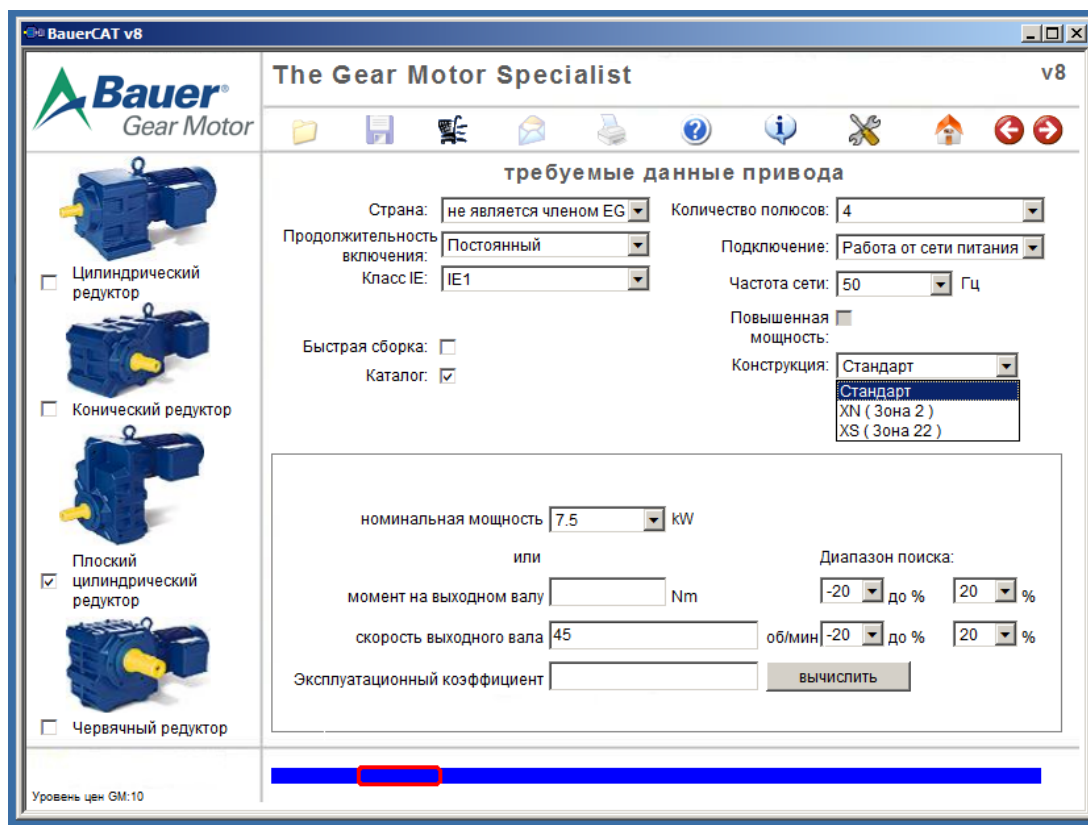 BauerCAT v8
Bauer®
Gear Motor
The Gear Motor Specialist
v8
требуемые данные привода
Страна:
не является членом EG
Количество полюсов:
4
Продолжительность
включения:
Постоянный
Подключение:
Работа от сети питания
Класс IE:
IE1
Частота сети:
50
Гц
Повышенная
мощность:
Быстрая сборка:
Каталог:
Конструкция:
Стандарт
Стандарт
XN ( Зона 2 )
XS ( Зона 22 )
Цилиндрический
редуктор
Конический редуктор
Плоский
цилиндрический
редуктор
Червячный редуктор
номинальная мощность
7.5
kW
или
Диапазон поиска:
момент на выходном валу
Nm
-20
до %
20
%
скорость выходного вала
45
об/мин
-20
до %
20
%
Эксплуатационный коэффициент
вычислить
Уровень цен GM:10